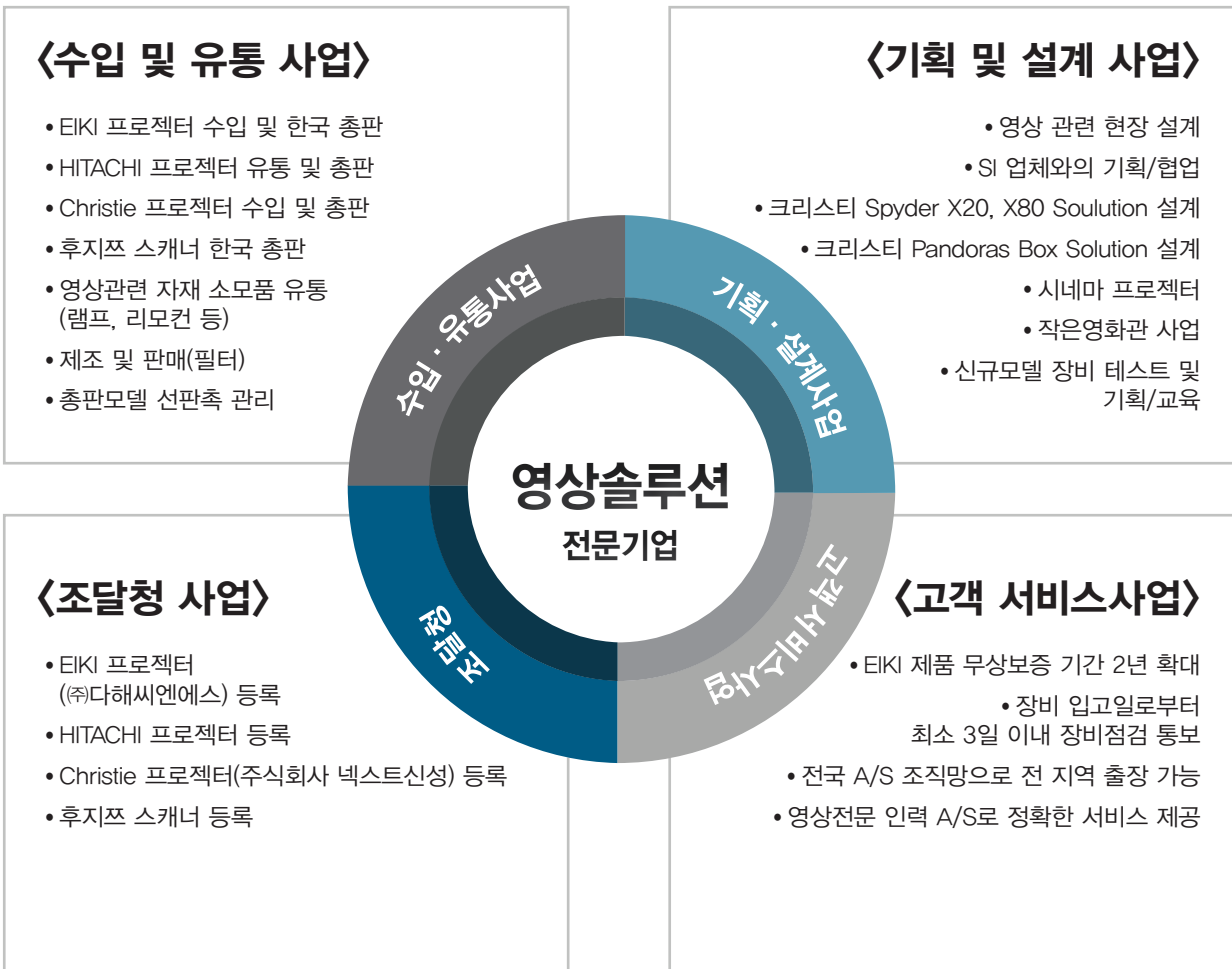 〈수입 및 유통 사업〉
• EIKI 프로젝터 수입 및 한국 총판
• HITACHI 프로젝터 유통 및 총판
• Christie 프로젝터 수입 및 총판
• 후지쯔 스캐너 한국 총판
• 영상관련 자재 소모품 유통
(램프, 리모컨 등)
• 제조 및 판매(필터)
• 총판모델 선판촉 관리
〈기획 및 설계 사업〉
• 영상 관련 현장 설계
• SI 업체와의 기획/협업
• 크리스티 Spyder X20, X80 Soulution 설계
• 크리스티 Pandoras Box Solution 설계
• 시네마 프로젝터
• 작은영화관 사업
• 신규모델 장비 테스트 및
기획/교육
수입 · 유통사업
기획 · 설계사업
영상솔루션
전문기업
조달청
고객서비스사업
〈조달청 사업〉
• EIKI 프로젝터
(㈜다해씨엔에스) 등록
• HITACHI 프로젝터 등록
• Christie 프로젝터(주식회사 넥스트신성) 등록
• 후지쯔 스캐너 등록
〈고객 서비스사업〉
• EIKI 제품 무상보증 기간 2년 확대
• 장비 입고일로부터
최소 3일 이내 장비점검 통보
• 전국 A/S 조직망으로 전 지역 출장 가능
• 영상전문 인력 A/S로 정확한 서비스 제공